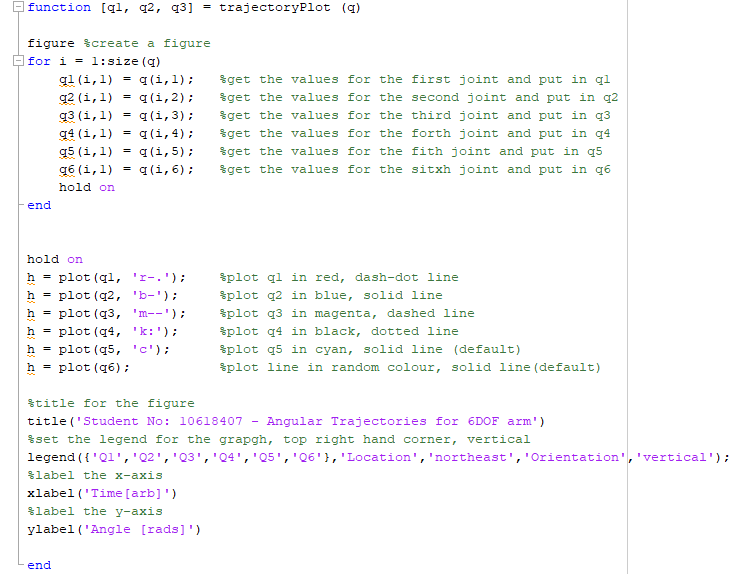 function [q1, q2, q3] = trajectoryPlot (q)
figure %create a figure
for i = 1:size(q)
q1(i,1) = q(i,1); %get the values for the first joint and put in q1
q2(i,1) = q(i,2); %get the values for the second joint and put in q2
q3(i,1) = q(i,3); %get the values for the third joint and put in q3
q4(i,1) = q(i,4); %get the values for the forth joint and put in q4
q5(i,1) = q(i,5); %get the values for the fith joint and put in q5
q6(i,1) = q(i,6); %get the values for the sitxh joint and put in q6
hold on
end
hold on
h = plot(q1, 'r-.'); %plot q1 in red, dash-dot line
h = plot(q2, 'b-'); %plot q2 in blue, solid line
h = plot(q3, 'm--'); %plot q3 in magenta, dashed line
h = plot(q4, 'k:'); %plot q4 in black, dotted line
h = plot(q5, 'c'); %plot q5 in cyan, solid line (default)
h = plot(q6); %plot line in random colour, solid line(default)
%title for the figure
title('Student No: 10618407 - Angular Trajectories for 6DOF arm')
%set the legend for the grapgh, top right hand corner, vertical
legend({'Q1','Q2','Q3','Q4','Q5','Q6'},'Location','northeast','Orientation','vertical');
%label the x-axis
xlabel('Time[arb]')
%label the y-axis
ylabel('Angle [rads]')
end